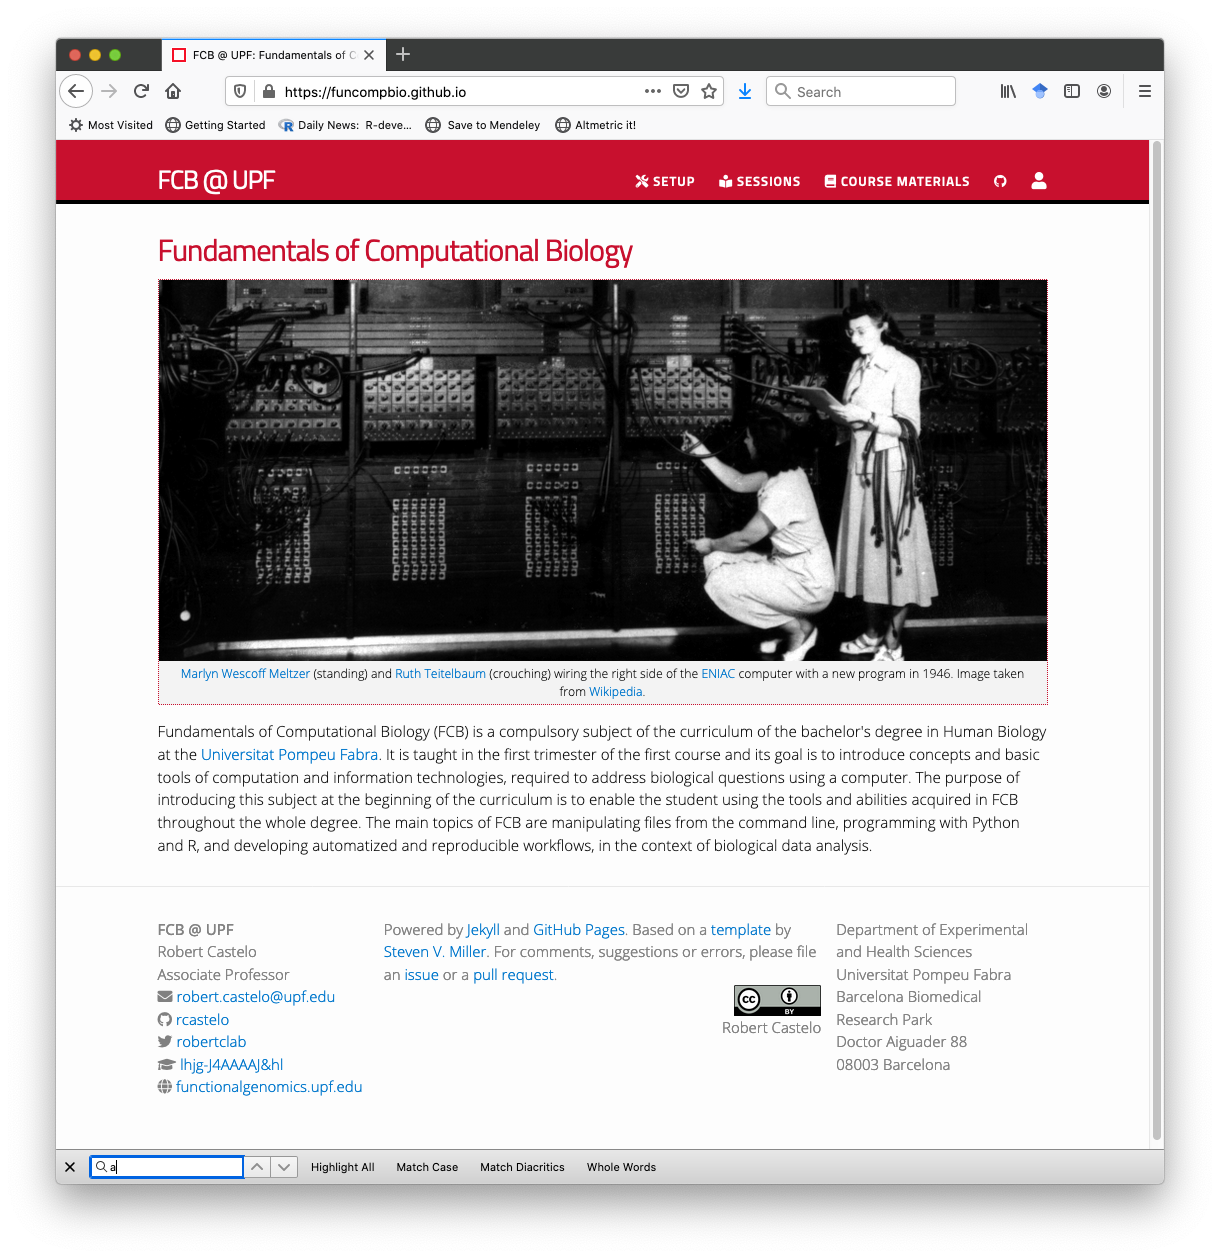 FCB @ UPF: Fundamentals of C
https://funcompbio.github.io
Search
Most Visited
Getting Started
Daily News: R-deve...
Save to Mendeley
Altmetric it!
FCB @ UPF
SETUP
SESSIONS
COURSE MATERIALS
Fundamentals of Computational Biology
Marlyn Wescoff Meltzer (standing) and Ruth Teitelbaum (crouching) wiring the right side of the ENIAC computer with a new program in 1946. Image taken
from Wikipedia.
Fundamentals of Computational Biology (FCB) is a compulsory subject of the curriculum of the bachelor's degree in Human Biology
at the Universitat Pompeu Fabra. It is taught in the first trimester of the first course and its goal is to introduce concepts and basic
tools of computation and information technologies, required to address biological questions using a computer. The purpose of
introducing this subject at the beginning of the curriculum is to enable the student using the tools and abilities acquired in FCB
throughout the whole degree. The main topics of FCB are manipulating files from the command line, programming with Python
and R, and developing automatized and reproducible workflows, in the context of biological data analysis.
FCB @ UPF
Robert Castelo
Associate Professor
robert.castelo@upf.edu
rcastelo
robertclab
lhjg-J4AAAAJ&hl
functionalgenomics.upf.edu
Powered by Jekyll and GitHub Pages. Based on a template by
Steven V. Miller. For comments, suggestions or errors, please file
an issue or a pull request.
cc
BY
Robert Castelo
Department of Experimental
and Health Sciences
Universitat Pompeu Fabra
Barcelona Biomedical
Research Park
Doctor Aiguader 88
08003 Barcelona
a
Highlight All
Match Case
Match Diacritics
Whole Words